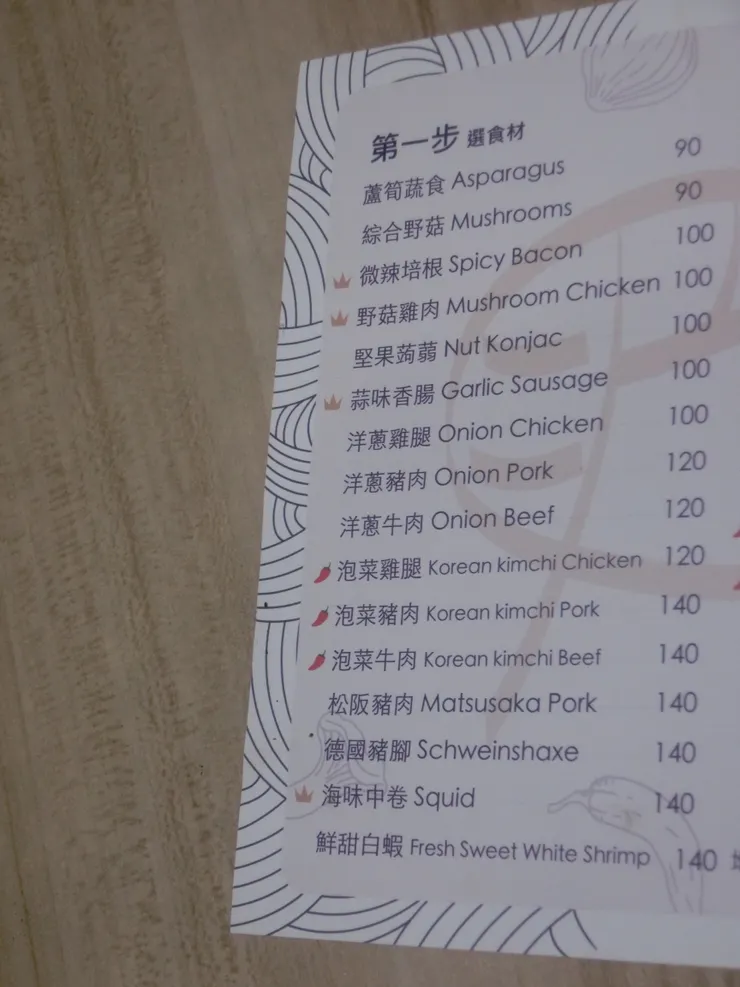 第一步 選食材
蘆筍蔬食 Asparagus 90
綜合野菇 Mushrooms 90
微辣培根 Spicy Bacon 100
野菇雞肉 Mushroom Chicken 100
堅果蒟蒻 Nut Konjac 100
蒜味香腸 Garlic Sausage 100
洋蔥雞腿 Onion Chicken 100
洋蔥豬肉 Onion Pork 120
洋蔥牛肉 Onion Beef 120
泡菜雞腿 Korean kimchi Chicken 120
泡菜豬肉 Korean kimchi Pork 140
泡菜牛肉 Korean kimchi Beef 140
松阪豬肉 Matsusaka Pork 140
德國豬腳 Schweinshaxe 140
海味中卷 Squid 140
鮮甜白蝦 Fresh Sweet White Shrimp 140